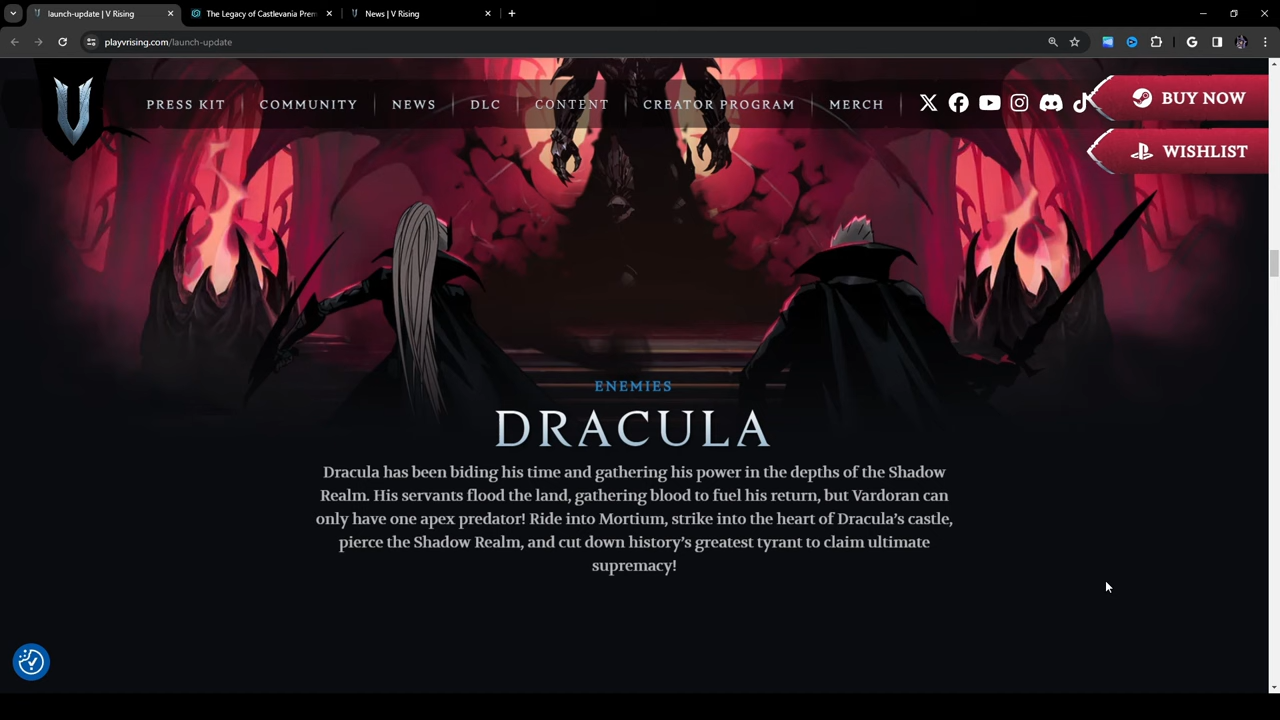 launch-update | V Rising
The Legacy of Castlevania Prem
News | V Rising
playvrising.com/launch-update
PRESS KIT
COMMUNITY
NEWS
DLC
CONTENT
CREATOR PROGRAM
MERCH
BUY NOW
WISHLIST
ENEMIES
DRACULA
Dracula has been biding his time and gathering his power in the depths of the Shadow
Realm. His servants flood the land, gathering blood to fuel his return, but Vardoran can
only have one apex predator! Ride into Mortium, strike into the heart of Dracula's castle,
pierce the Shadow Realm, and cut down history's greatest tyrant to claim ultimate
supremacy!